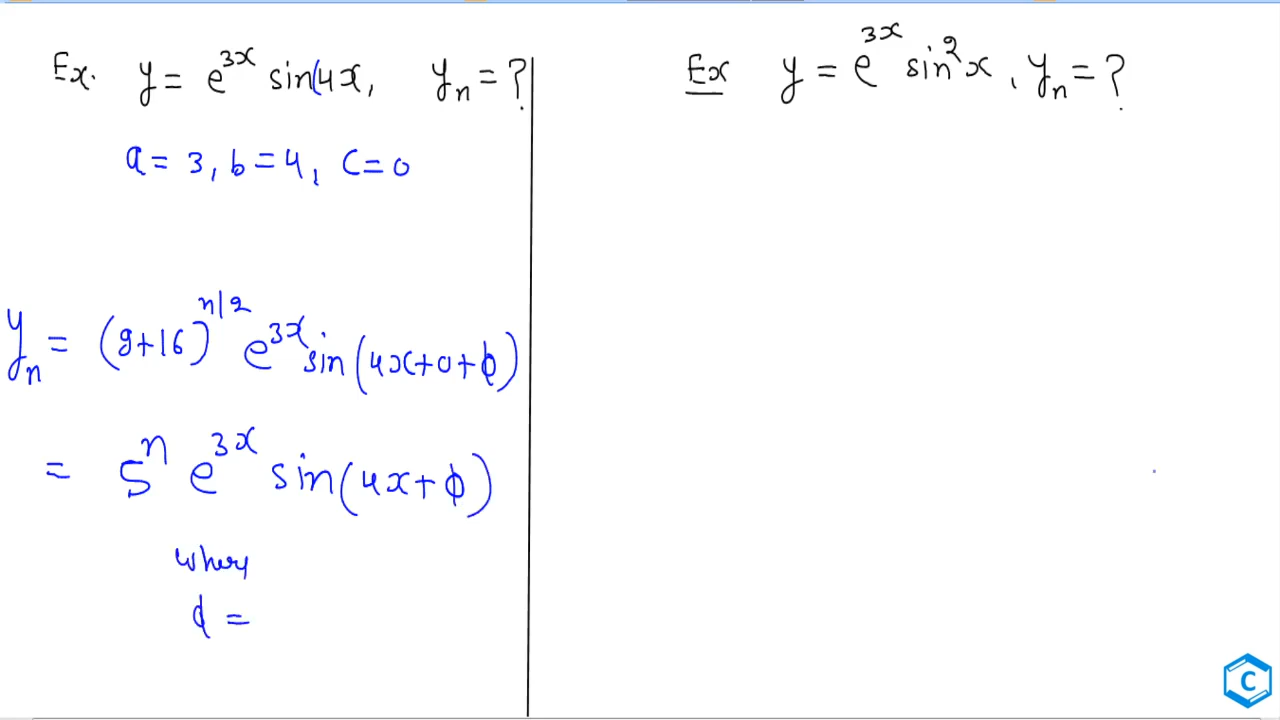 Ex. y = e^{3x} sin(4x, y_n = ?
a = 3, b = 4, c = 0
y_n = (9+16)^{n/2} e^{3x} sin(4x+0+ϕ)
= 5^n e^{3x} sin(4x+ϕ)
where
ϕ =
Ex y = e^{3x} sin^2 x, y_n = ?
C